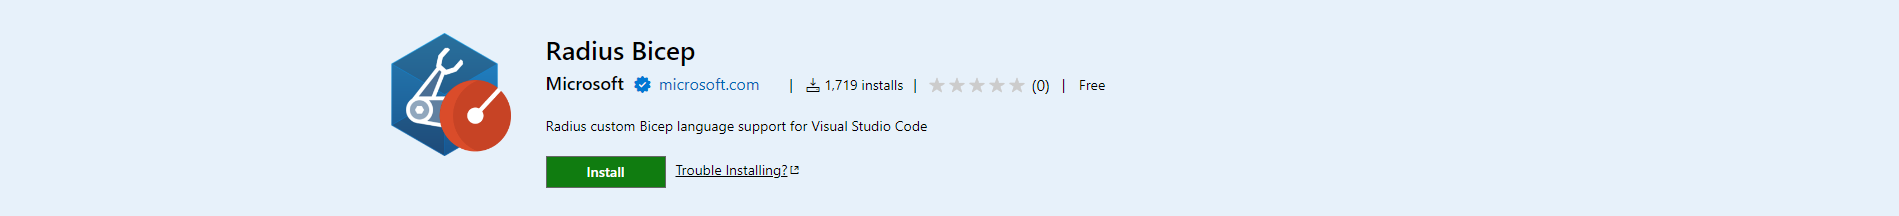 Radius Bicep
Microsoft microsoft.com | 1,719 installs | (0) | Free
Radius custom Bicep language support for Visual Studio Code
Install Trouble Installing?